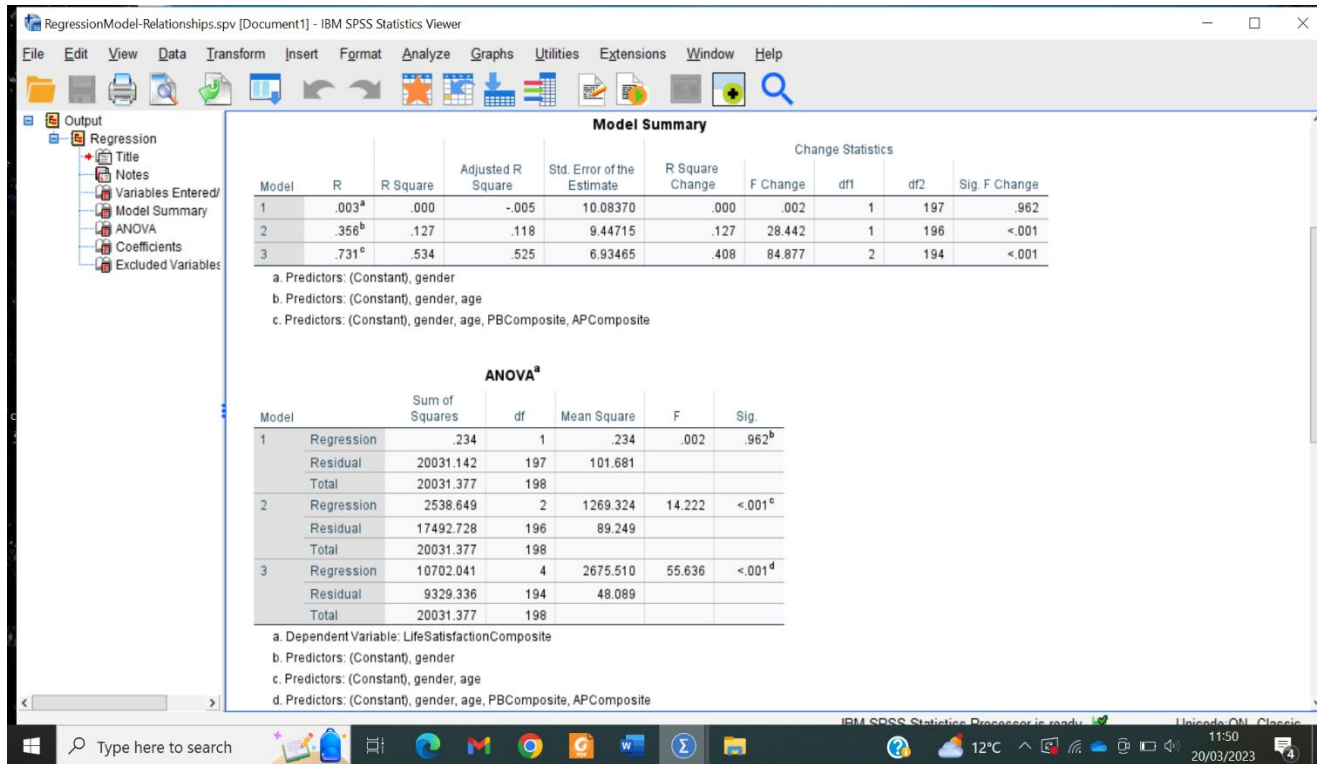 RegressionModel-Relationships.spv [Document1] - IBM SPSS Statistics Viewer
File Edit View Data Transform Insert Format Analyze Graphs Utilities Extensions Window Help
Output
Regression
Title
Notes
Variables Entered/
Model Summary
ANOVA
Coefficients
Excluded Variables
Model Summary
Change Statistics
Model R R Square Adjusted R Square Std. Error of the Estimate R Square Change F Change df1 df2 Sig. F Change
1 .003a .000 -.005 10.08370 .000 .002 1 197 .962
2 .356b .127 .118 9.44715 .127 28.442 1 196 <.001
3 .731c .534 .525 6.93465 .408 84.877 2 194 <.001
a. Predictors: (Constant), gender
b. Predictors: (Constant), gender, age
c. Predictors: (Constant), gender, age, PBComposite, APComposite
ANOVAa
Model Sum of Squares df Mean Square F Sig.
1 Regression .234 1 .234 .002 .962b
Residual 20031.142 197 101.681
Total 20031.377 198
2 Regression 2538.649 2 1269.324 14.222 <.001c
Residual 17492.728 196 89.249
Total 20031.377 198
3 Regression 10702.041 4 2675.510 55.636 <.001d
Residual 9329.336 194 48.089
Total 20031.377 198
a. Dependent Variable: LifeSatisfactionComposite
b. Predictors: (Constant), gender
c. Predictors: (Constant), gender, age
d. Predictors: (Constant), gender, age, PBComposite, APComposite
IBM SPSS Statistics Processor is ready Unicode:ON Classic
Type here to search
12°C
11:50
20/03/2023
4